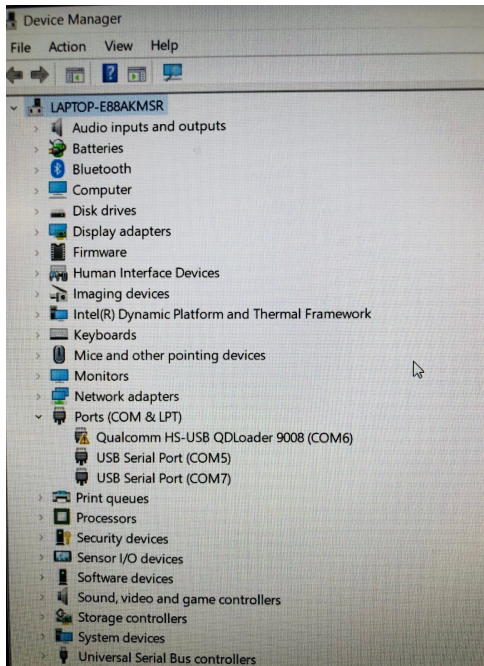 Device Manager
File Action View Help
LAPTOP-E88AKMSR
Audio inputs and outputs
Batteries
Bluetooth
Computer
Disk drives
Display adapters
Firmware
Human Interface Devices
Imaging devices
Intel(R) Dynamic Platform and Thermal Framework
Keyboards
Mice and other pointing devices
Monitors
Network adapters
Ports (COM & LPT)
Qualcomm HS-USB QDLoader 9008 (COM6)
USB Serial Port (COM5)
USB Serial Port (COM7)
Print queues
Processors
Security devices
Sensor I/O devices
Software devices
Sound, video and game controllers
Storage controllers
System devices
Universal Serial Bus controllers